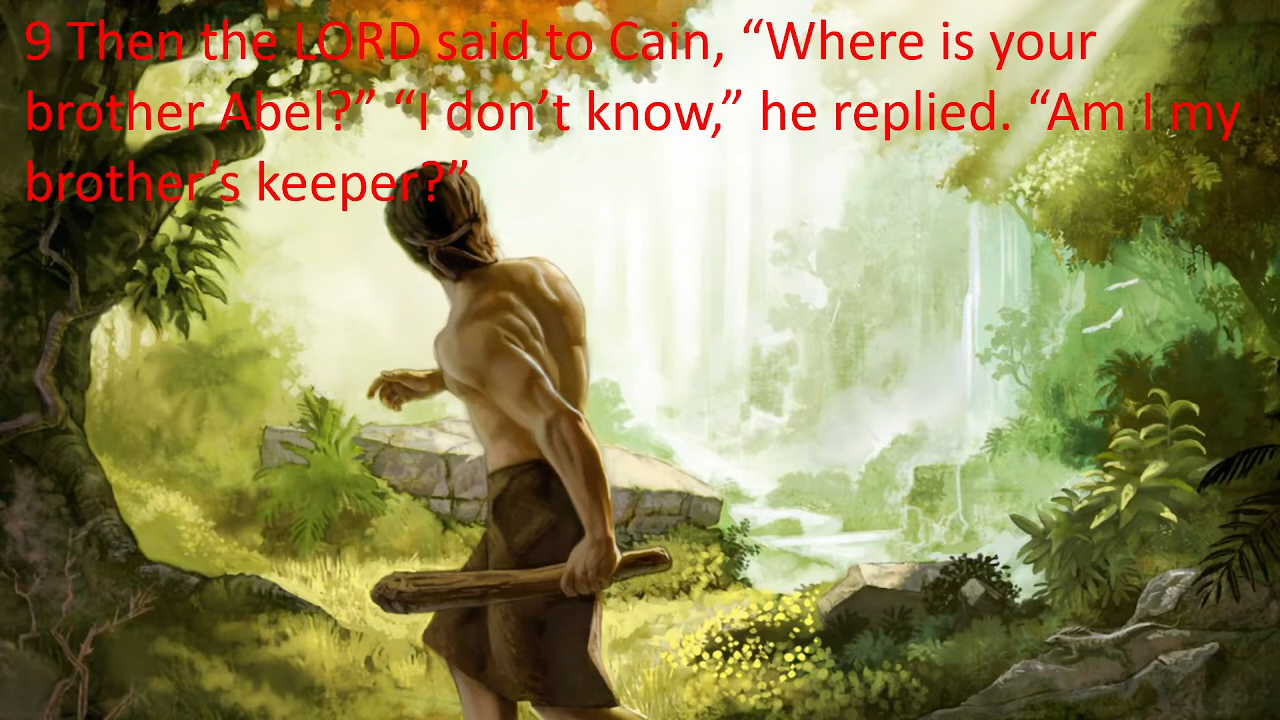 9 Then the LORD said to Cain, “Where is your
brother Abel?” “I don’t know,” he replied. “Am I my
brother’s keeper?”